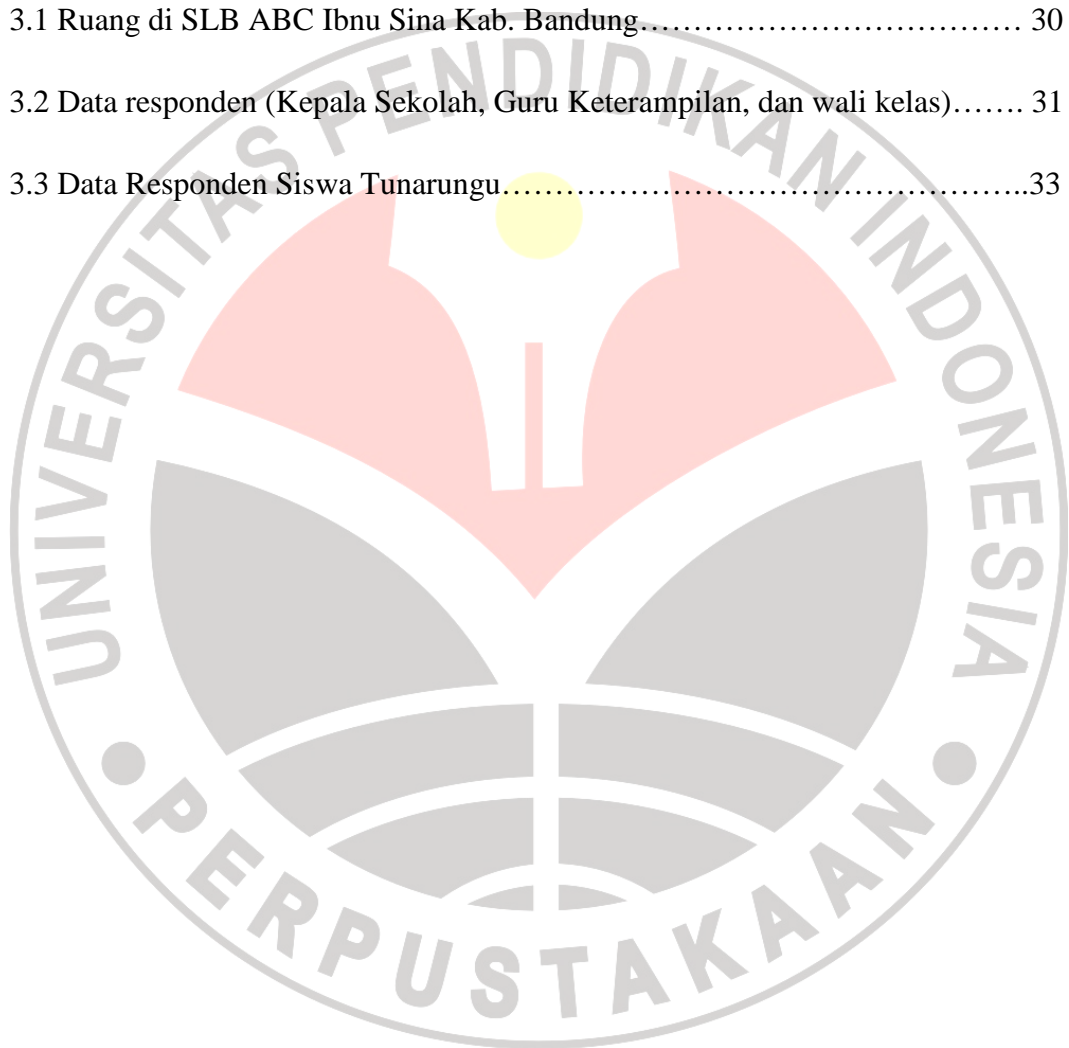 3.1 Ruang di SLB ABC Ibnu Sina Kab. Bandung……………………………… 30
3.2 Data responden (Kepala Sekolah, Guru Keterampilan, dan wali kelas)……. 31
3.3 Data Responden Siswa Tunarungu…………………………………………..33
UNIVERSITAS PENDIDIKAN INDONESIA
PERPUSTAKAAN